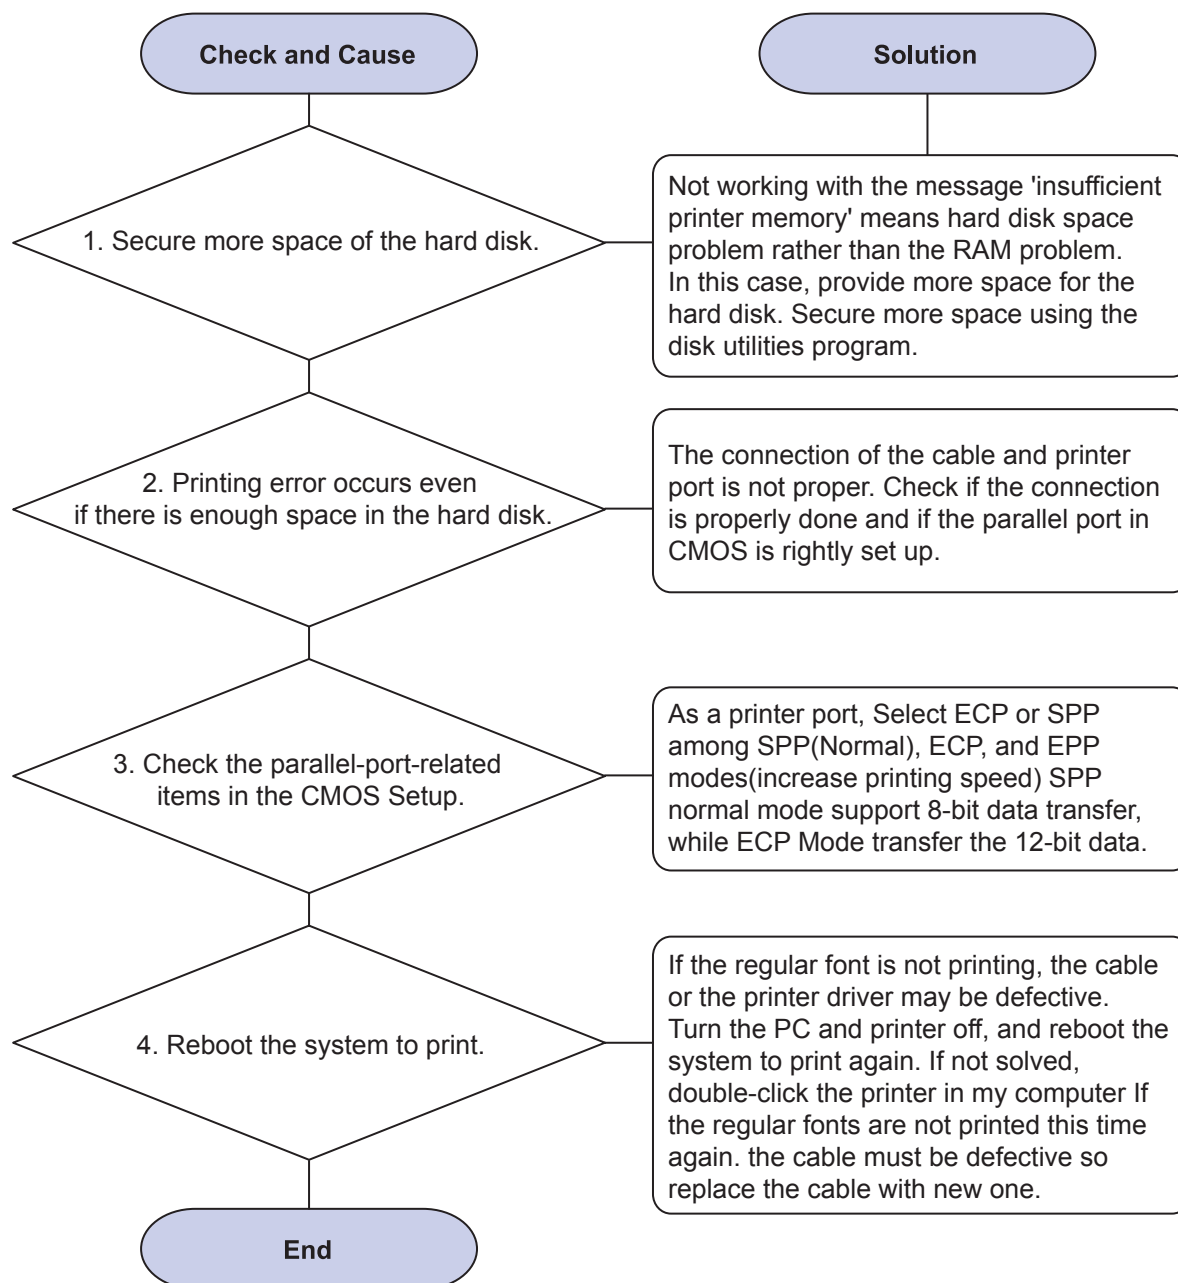 Check and Cause
Solution
1. Secure more space of the hard disk.
Not working with the message 'insufficient
printer memory' means hard disk space
problem rather than the RAM problem.
In this case, provide more space for the
hard disk. Secure more space using the
disk utilities program.
2. Printing error occurs even
if there is enough space in the hard disk.
The connection of the cable and printer
port is not proper. Check if the connection
is properly done and if the parallel port in
CMOS is rightly set up.
3. Check the parallel-port-related
items in the CMOS Setup.
As a printer port, Select ECP or SPP
among SPP(Normal), ECP, and EPP
modes(increase printing speed) SPP
normal mode support 8-bit data transfer,
while ECP Mode transfer the 12-bit data.
4. Reboot the system to print.
If the regular font is not printing, the cable
or the printer driver may be defective.
Turn the PC and printer off, and reboot the
system to print again. If not solved,
double-click the printer in my computer If
the regular fonts are not printed this time
again. the cable must be defective so
replace the cable with new one.
End